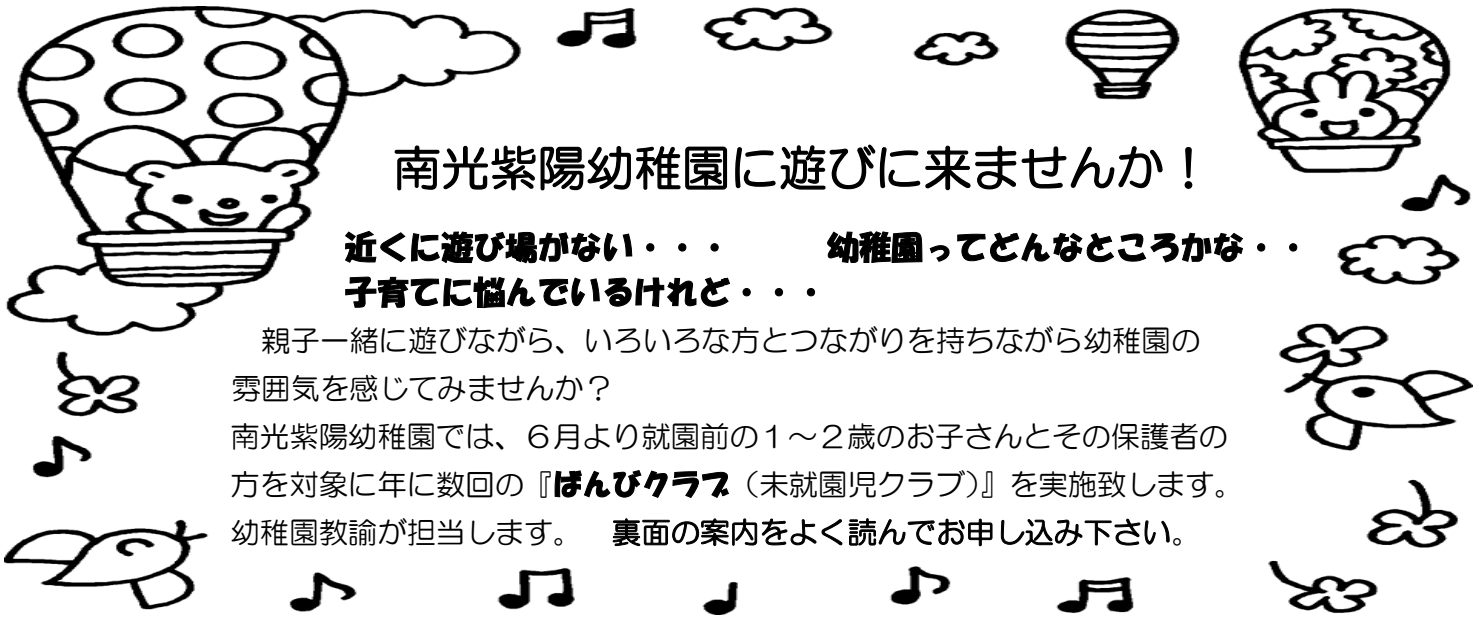 南光紫陽幼稚園に遊びに来ませんか！
近くに遊び場がない・・・　　　幼稚園ってどんなところかな・・
子育てに悩んでいるけれど・・・
親子一緒に遊びながら、いろいろな方とつながりを持ちながら幼稚園の
雰囲気を感じてみませんか？
南光紫陽幼稚園では、６月より就園前の１～２歳のお子さんとその保護者の
方を対象に年に数回の『ばんびクラブ（未就園児クラブ）』を実施致します。
幼稚園教諭が担当します。　裏面の案内をよく読んでお申し込み下さい。